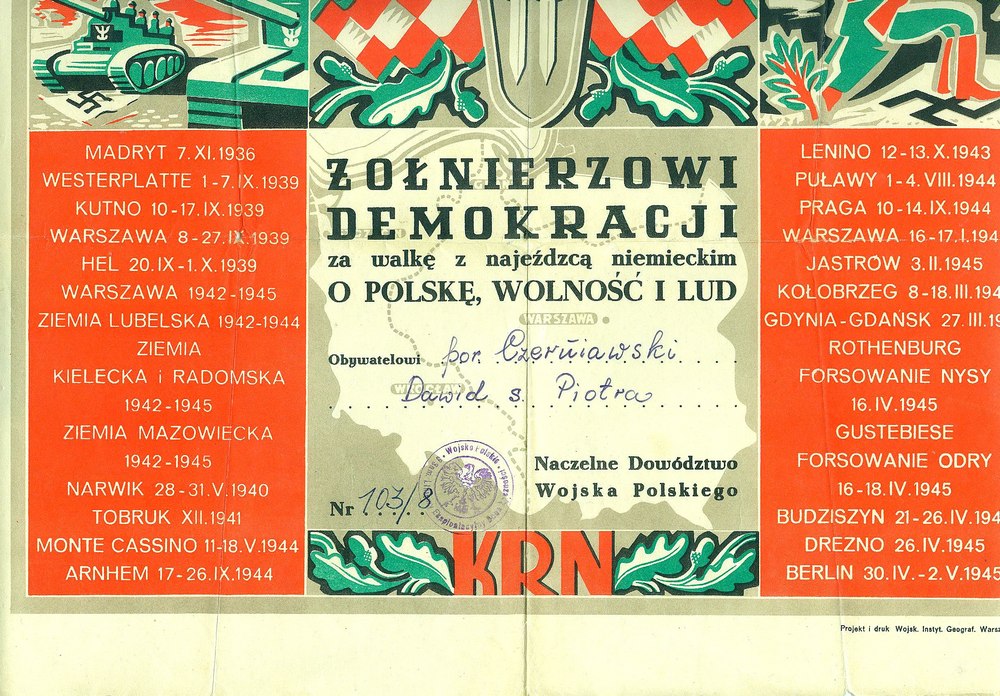 MADRYT 7.XI.1936
WESTERPLATTE 1-7.IX.1939
KUTNO 10-17.IX.1939
WARSZAWA 8-27.IX.1939
HEL 20.IX-1.X.1939
WARSZAWA 1942-1945
ZIEMIA LUBELSKA 1942-1944
ZIEMIA
KIELECKA i RADOMSKA
1942-1945
ZIEMIA MAZOWIECKA
1942-1945
NARWIK 28-31.V.1940
TOBRUK XII.1941
MONTE CASSINO 11-18.V.1944
ARNHEM 17-26.IX.1944
ŻOŁNIERZOWI
DEMOKRACJI
za walkę z najeźdzcą niemieckim
O POLSKĘ, WOLNOŚĆ I LUD
WARSZAWA
Obywatelowi por. Czerniawski
WROCŁAW
Dawid s. Piotra
Naczelne Dowództwo
Wojska Polskiego
Nr 103/8
Wojsko Polskie
KRN
LENINO 12-13.X.1943
PUŁAWY 1-4.VIII.1944
PRAGA 10-14.IX.1944
WARSZAWA 16-17.I.194
JASTRÓW 3.II.1945
KOŁOBRZEG 8-18.III.194
GDYNIA-GDAŃSK 27.III.19
ROTHENBURG
FORSOWANIE NYSY
16.IV.1945
GUSTEBIESE
FORSOWANIE ODRY
16-18.IV.1945
BUDZISZYN 21-26.IV.194
DREZNO 26.IV.1945
BERLIN 30.IV.-2.V.1945
Projekt i druk Wojsk. Instyt. Geograf. Warsz